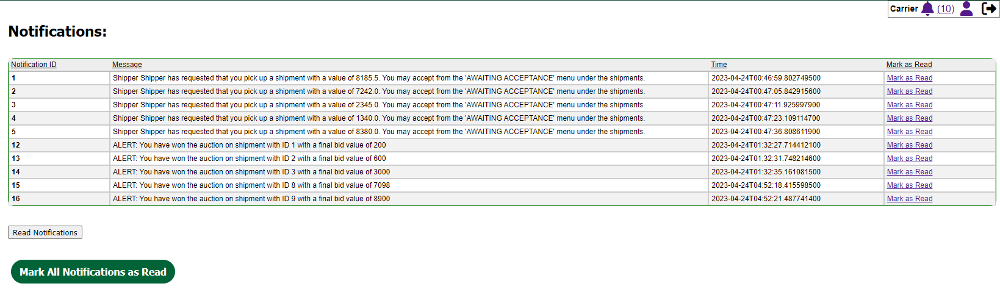 Carrier (10)
Notifications:
Notification ID Message Time Mark as Read
1 Shipper Shipper has requested that you pick up a shipment with a value of 8185.5. You may accept from the 'AWAITING ACCEPTANCE' menu under the shipments. 2023-04-24T00:46:59.802749500 Mark as Read
2 Shipper Shipper has requested that you pick up a shipment with a value of 7242.0. You may accept from the 'AWAITING ACCEPTANCE' menu under the shipments. 2023-04-24T00:47:05.842915600 Mark as Read
3 Shipper Shipper has requested that you pick up a shipment with a value of 2345.0. You may accept from the 'AWAITING ACCEPTANCE' menu under the shipments. 2023-04-24T00:47:11.925997900 Mark as Read
4 Shipper Shipper has requested that you pick up a shipment with a value of 1340.0. You may accept from the 'AWAITING ACCEPTANCE' menu under the shipments. 2023-04-24T00:47:23.109114700 Mark as Read
5 Shipper Shipper has requested that you pick up a shipment with a value of 8380.0. You may accept from the 'AWAITING ACCEPTANCE' menu under the shipments. 2023-04-24T00:47:36.808611900 Mark as Read
12 ALERT: You have won the auction on shipment with ID 1 with a final bid value of 200 2023-04-24T01:32:27.714412100 Mark as Read
13 ALERT: You have won the auction on shipment with ID 2 with a final bid value of 600 2023-04-24T01:32:31.748214600 Mark as Read
14 ALERT: You have won the auction on shipment with ID 3 with a final bid value of 3000 2023-04-24T01:32:35.161081500 Mark as Read
15 ALERT: You have won the auction on shipment with ID 8 with a final bid value of 7098 2023-04-24T04:52:18.415598500 Mark as Read
16 ALERT: You have won the auction on shipment with ID 9 with a final bid value of 8900 2023-04-24T04:52:21.487741400 Mark as Read
Read Notifications
Mark All Notifications as Read